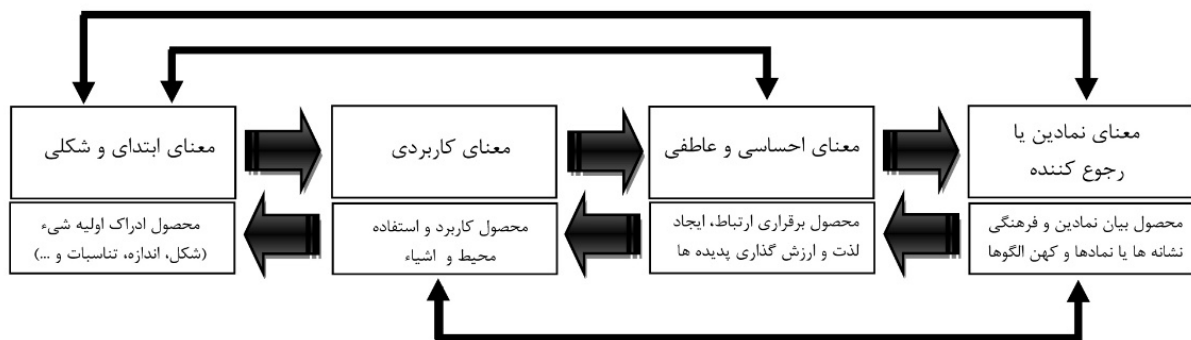 معنای نمادین یا
رجوع کننده
معنای احساسی و عاطفی
معنای کاربردی
معنای ابتدای و شکلی
محصول بیان نمادین و فرهنگی
نشانه ها یا نمادها و کهن الگوها
محصول برقراری ارتباط، ایجاد
لذت و ارزش گذاری پدیده ها
محصول کاربرد و استفاده
محیط و اشیاء
محصول ادراک اولیه شیء
(شکل، اندازه، تناسبات و ...)